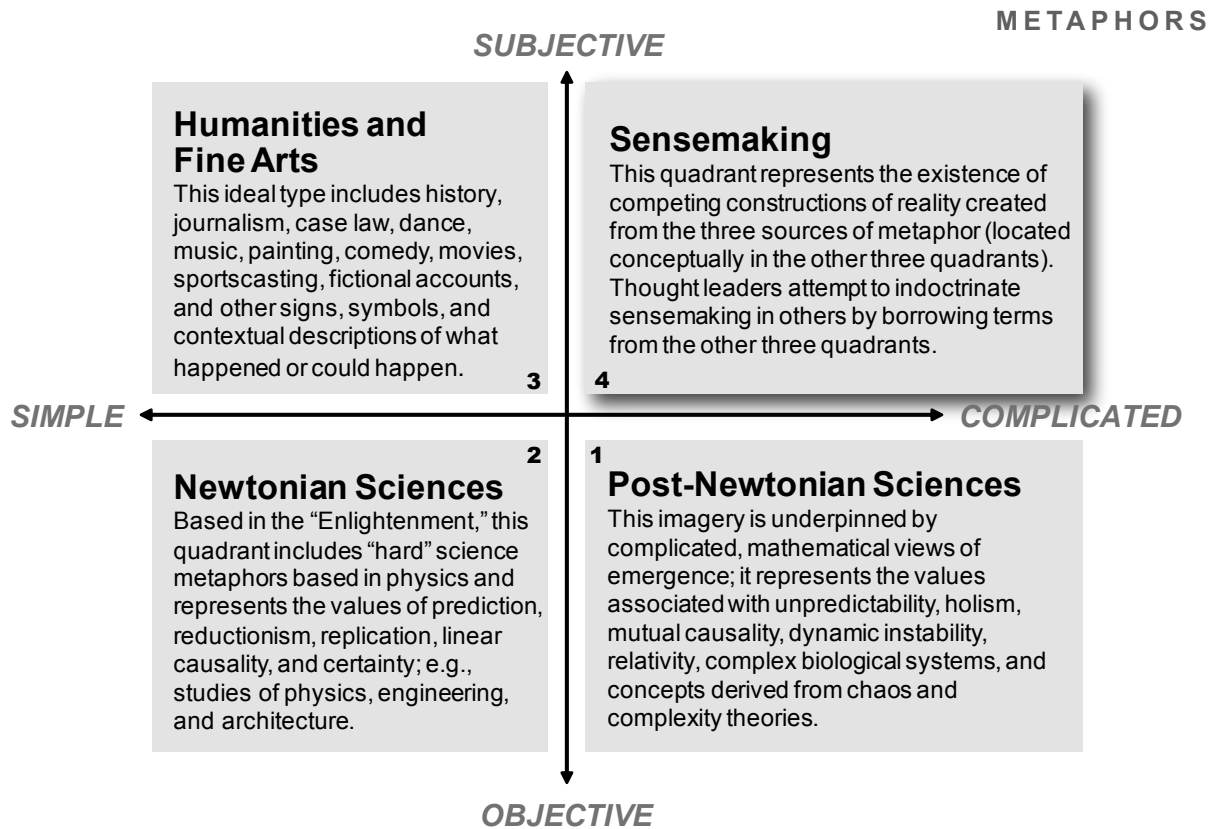 METAPHORS
SUBJECTIVE
Humanities and
Fine Arts
This ideal type includes history,
journalism, case law, dance,
music, painting, comedy, movies,
sportscasting, fictional accounts,
and other signs, symbols, and
contextual descriptions of what
happened or could happen.
3
Sensemaking
This quadrant represents the existence of
competing constructions of reality created
from the three sources of metaphor (located
conceptually in the other three quadrants).
Thought leaders attempt to indoctrinate
sensemaking in others by borrowing terms
from the other three quadrants.
4
SIMPLE
COMPLICATED
2
Newtonian Sciences
Based in the “Enlightenment,” this
quadrant includes “hard” science
metaphors based in physics and
represents the values of prediction,
reductionism, replication, linear
causality, and certainty; e.g.,
studies of physics, engineering,
and architecture.
1
Post-Newtonian Sciences
This imagery is underpinned by
complicated, mathematical views of
emergence; it represents the values
associated with unpredictability, holism,
mutual causality, dynamic instability,
relativity, complex biological systems, and
concepts derived from chaos and
complexity theories.
OBJECTIVE